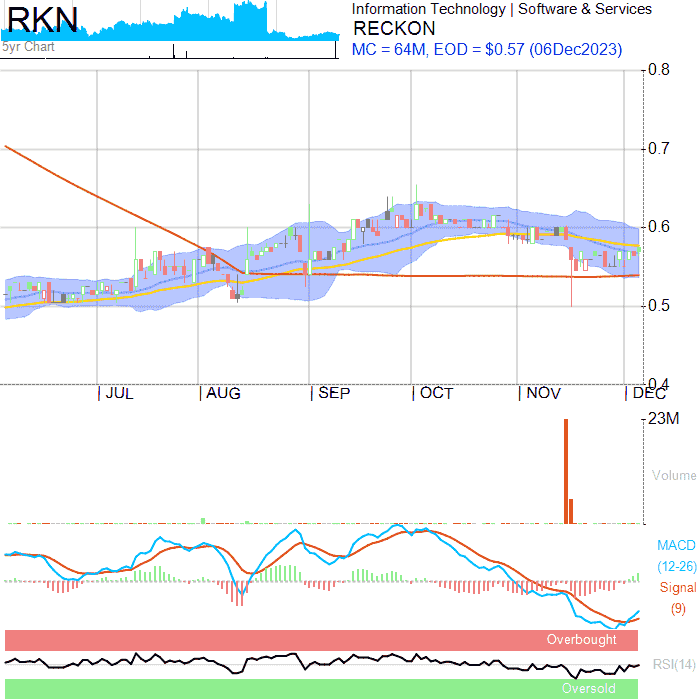 RKN
5yr Chart
Information Technology | Software & Services
RECKON
MC = 64M, EOD = $0.57 (06Dec2023)
0.8
0.7
0.6
0.5
0.4
JUL
AUG
SEP
OCT
NOV
DEC
23M
Volume
MACD
(12-26)
Signal
(9)
Overbought
RSI(14)
Oversold